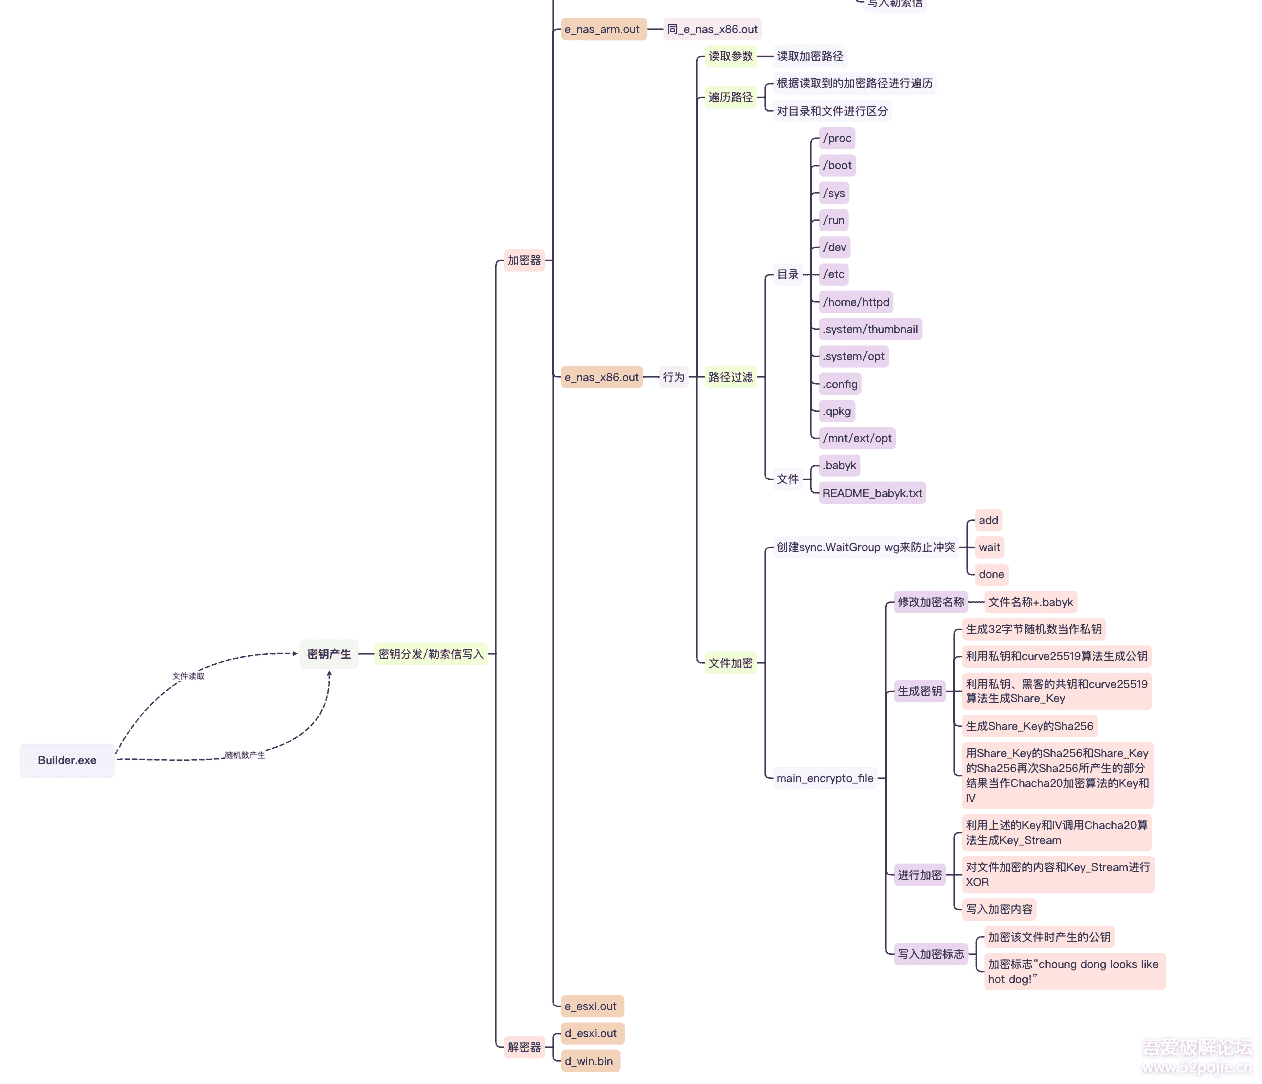 写入勒索信
e_nas_arm.out
同_e_nas_x86.out
读取参数
读取加密路径
遍历路径
根据读取到的加密路径进行遍历
对目录和文件进行区分
/proc
/boot
/sys
/run
/dev
加密器
目录
/etc
/home/httpd
.system/thumbnail
.system/opt
e_nas_x86.out
行为
路径过滤
.config
.qpkg
/mnt/ext/opt
.babyk
文件
README_babyk.txt
add
创建sync.WaitGroup wg来防止冲突
wait
done
修改加密名称
文件名称+.babyk
生成32字节随机数当作私钥
密钥产生
密钥分发/勒索信写入
文件加密
利用私钥和curve25519算法生成公钥
文件读取
生成密钥
利用私钥、黑客的共钥和curve25519
算法生成Share_Key
生成Share_Key的Sha256
随机数产生
Builder.exe
main_encrypto_file
用Share_Key的Sha256和Share_Key
的Sha256再次Sha256所产生的部分
结果当作Chacha20加密算法的Key和
IV
利用上述的Key和IV调用Chacha20算
法生成Key_Stream
进行加密
对文件加密的内容和Key_Stream进行
XOR
写入加密内容
写入加密标志
加密该文件时产生的公钥
加密标志“choung dong looks like
hot dog!”
e_esxi.out
解密器
d_esxi.out
d_win.bin
吾爱破解论坛
www.52pojie.cn